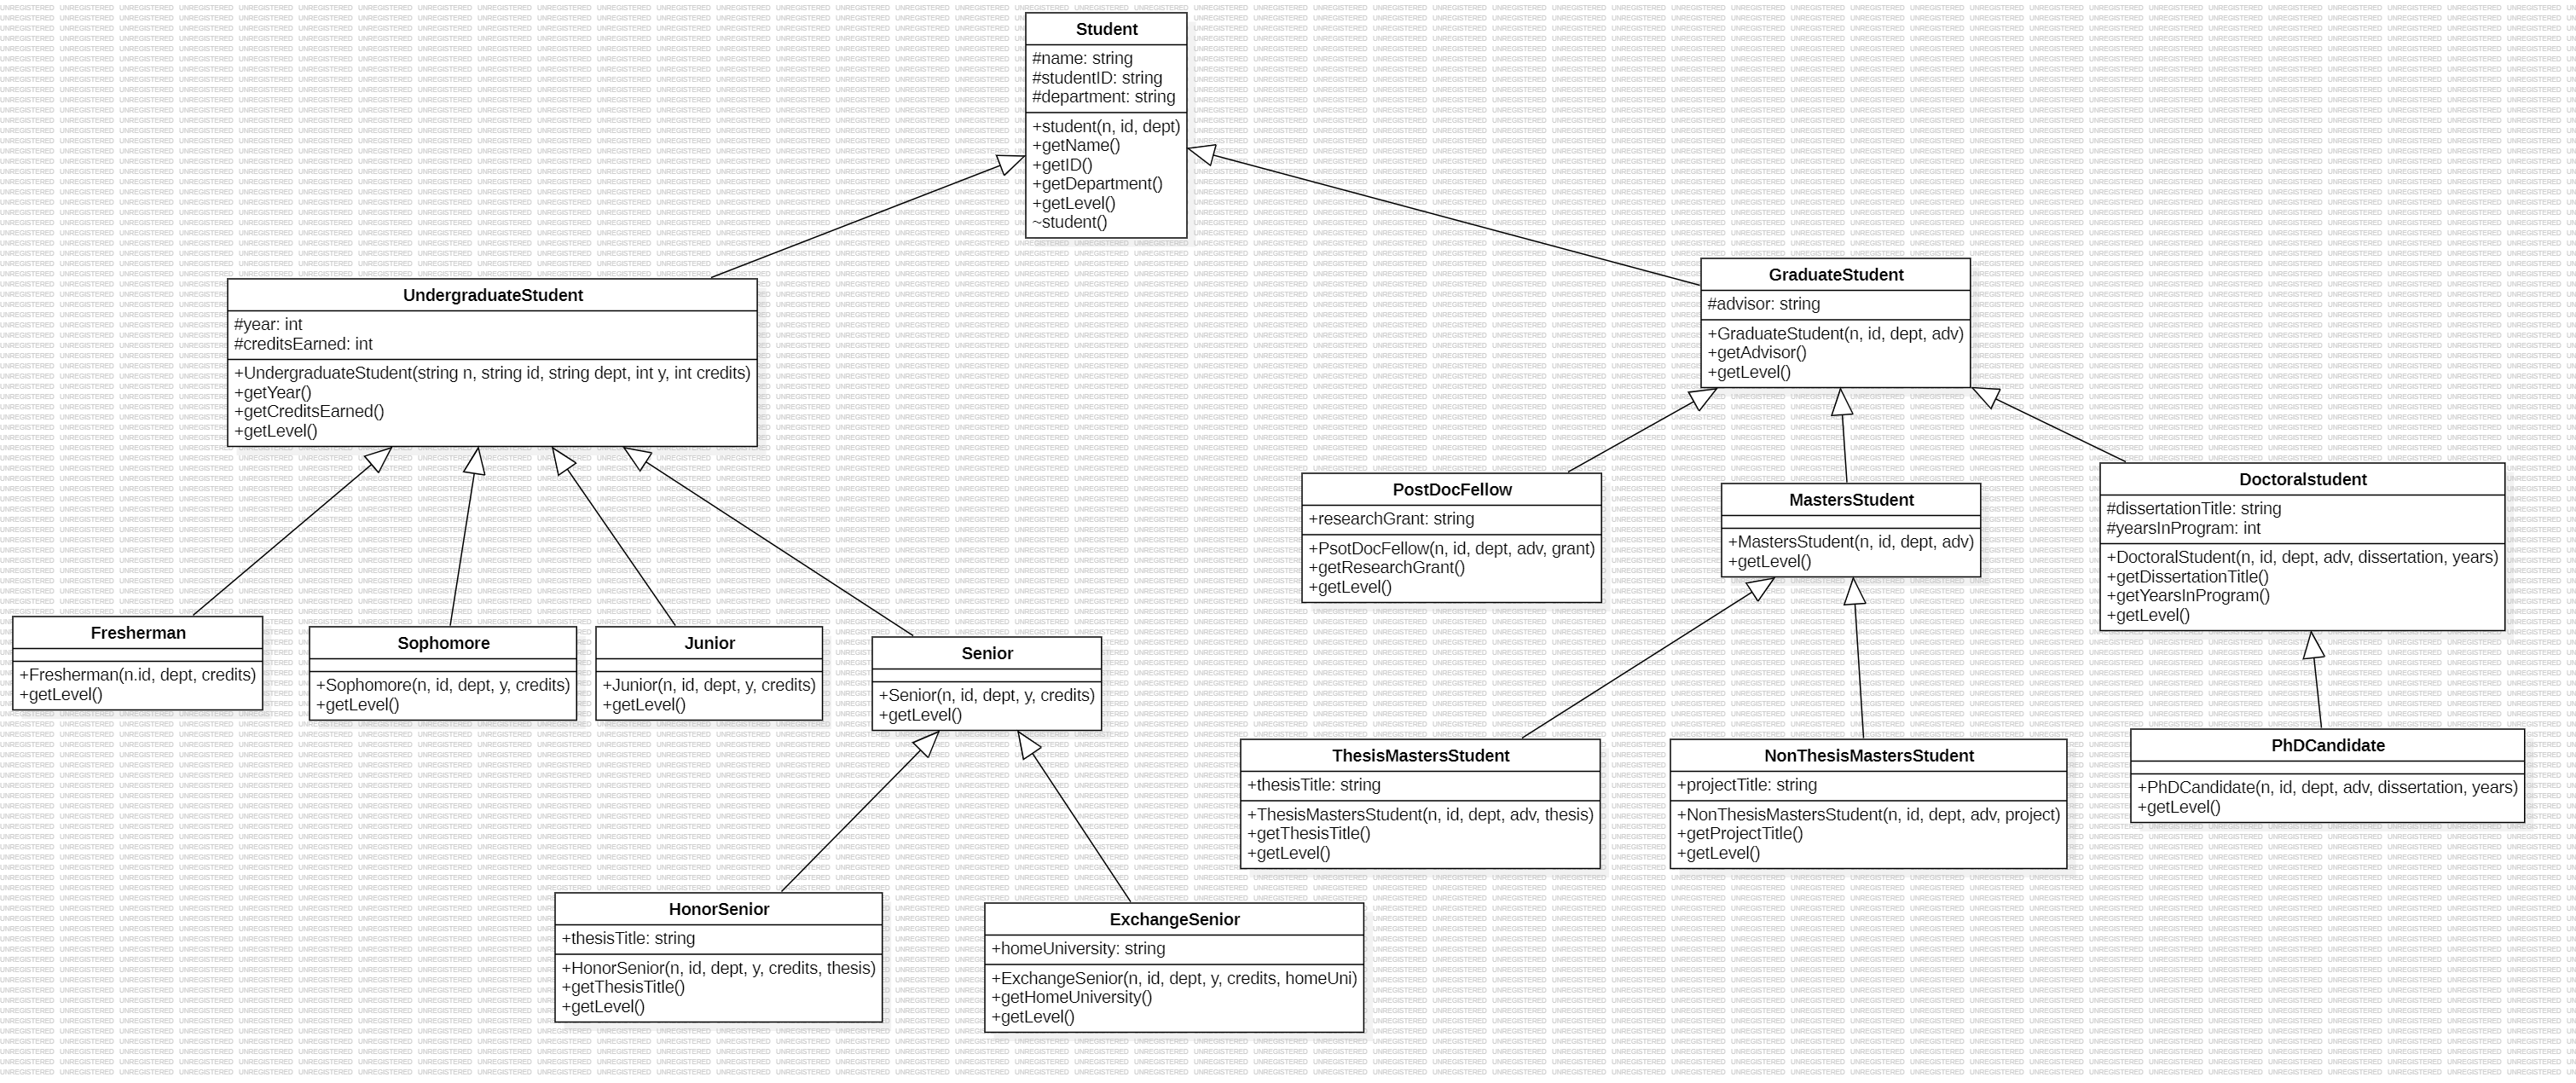 Student
#name: string
#studentID: string
#department: string
+student(n, id, dept)
+getName()
+getID()
+getDepartment()
+getLevel()
~student()
UndergraduateStudent
#year: int
#creditsEarned: int
+UndergraduateStudent(string n, string id, string dept, int y, int credits)
+getYear()
+getCreditsEarned()
+getLevel()
GraduateStudent
#advisor: string
+GraduateStudent(n, id, dept, adv)
+getAdvisor()
+getLevel()
PostDocFellow
+researchGrant: string
+PsotDocFellow(n, id, dept, adv, grant)
+getResearchGrant()
+getLevel()
MastersStudent
+MastersStudent(n, id, dept, adv)
+getLevel()
Doctoralstudent
#dissertationTitle: string
#yearsInProgram: int
+DoctoralStudent(n, id, dept, adv, dissertation, years)
+getDissertationTitle()
+getYearsInProgram()
+getLevel()
Fresherman
+Fresherman(n.id, dept, credits)
+getLevel()
Sophomore
+Sophomore(n, id, dept, y, credits)
+getLevel()
Junior
+Junior(n, id, dept, y, credits)
+getLevel()
Senior
+Senior(n, id, dept, y, credits)
+getLevel()
ThesisMastersStudent
+thesisTitle: string
+ThesisMastersStudent(n, id, dept, adv, thesis)
+getThesisTitle()
+getLevel()
NonThesisMastersStudent
+projectTitle: string
+NonThesisMastersStudent(n, id, dept, adv, project)
+getProjectTitle()
+getLevel()
PhDCandidate
+PhDCandidate(n, id, dept, adv, dissertation, years)
+getLevel()
HonorSenior
+thesisTitle: string
+HonorSenior(n, id, dept, y, credits, thesis)
+getThesisTitle()
+getLevel()
ExchangeSenior
+homeUniversity: string
+ExchangeSenior(n, id, dept, y, credits, homeUni)
+getHomeUniversity()
+getLevel()
UNREGISTERED